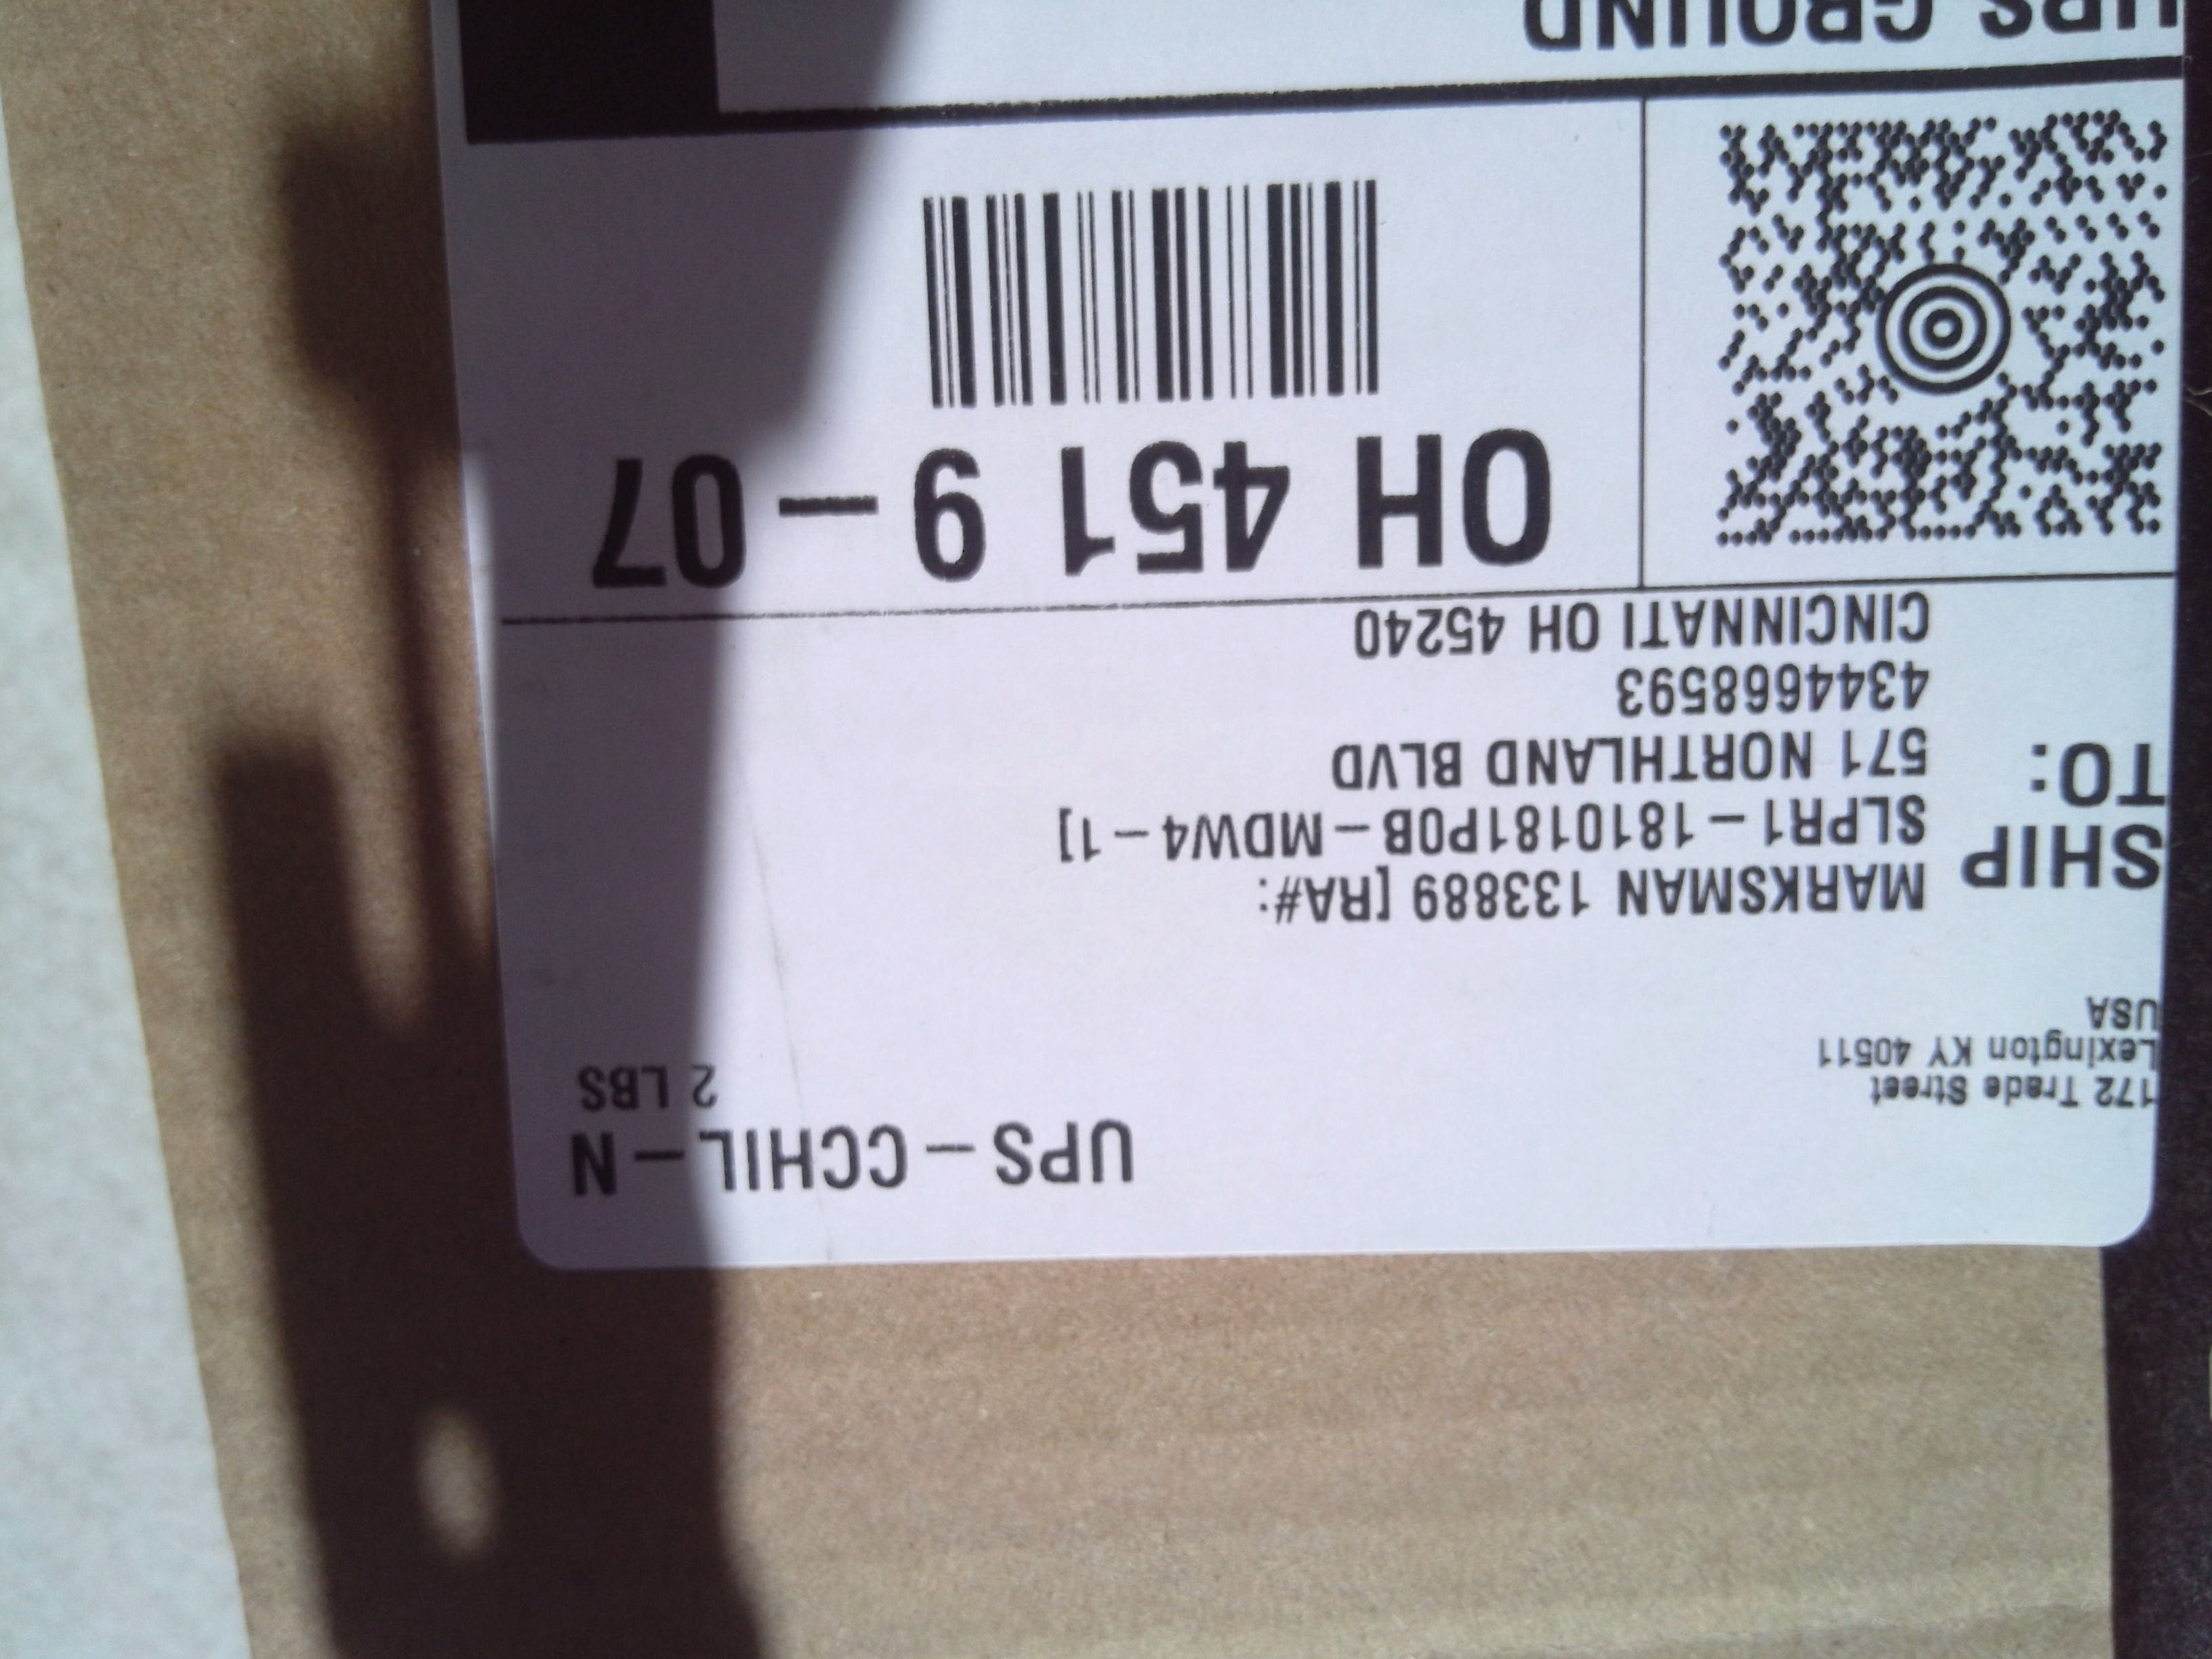 UPS-CCHIL-N
2 LBS
172 Trade Street
Lexington KY 40511
USA
SHIP
TO:
MARKSMAN 133889 [RA#:
SLPR1-1810181P0B-MDW4-1]
571 NORTHLAND BLVD
4344668593
CINCINNATI OH 45240
OH 451 9-07
UPS GROUND